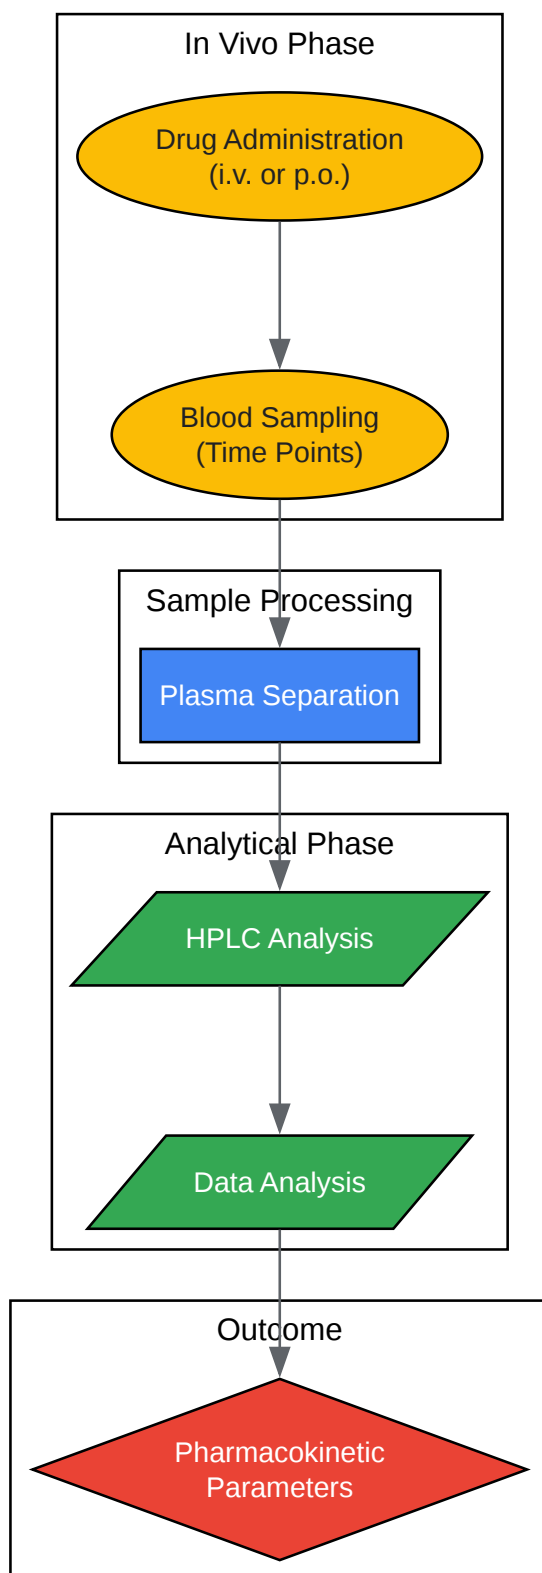 In Vivo Phase
Drug Administration
(i.v. or p.o.)
Blood Sampling
(Time Points)
Sample Processing
Plasma Separation
Analytical Phase
HPLC Analysis
Data Analysis
Outcome
Pharmacokinetic
Parameters